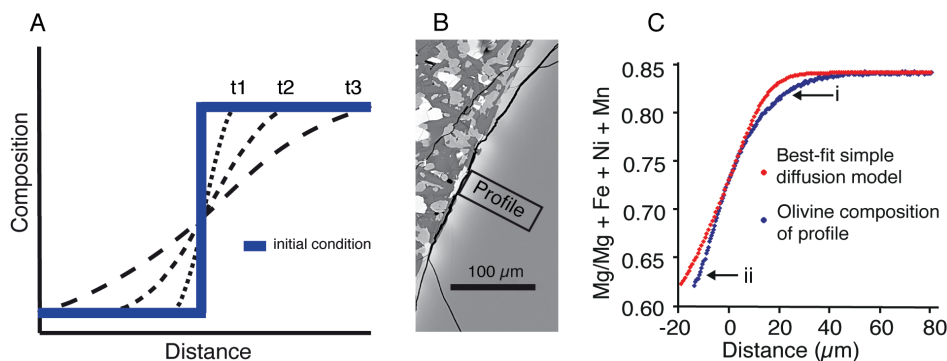 A
t1 t2 t3
Composition
initial condition
Distance
B
Profile
100 µm
C
Mg/Mg + Fe + Ni + Mn
0.85
0.80
0.75
0.70
0.65
0.60
i
Best-fit simple
diffusion model
Olivine composition
of profile
ii
-20 0 20 40 60 80
Distance (µm)